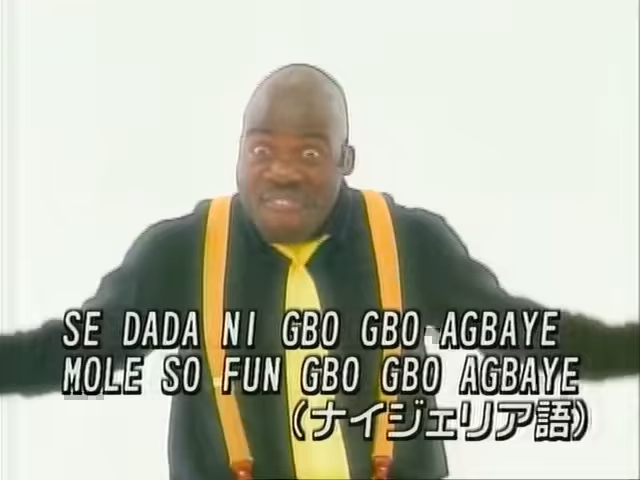 SE DADA NI GBO GBO AGBAYE
MOLE SO FUN GBO GBO AGBAYE
(ナイジェリア語)